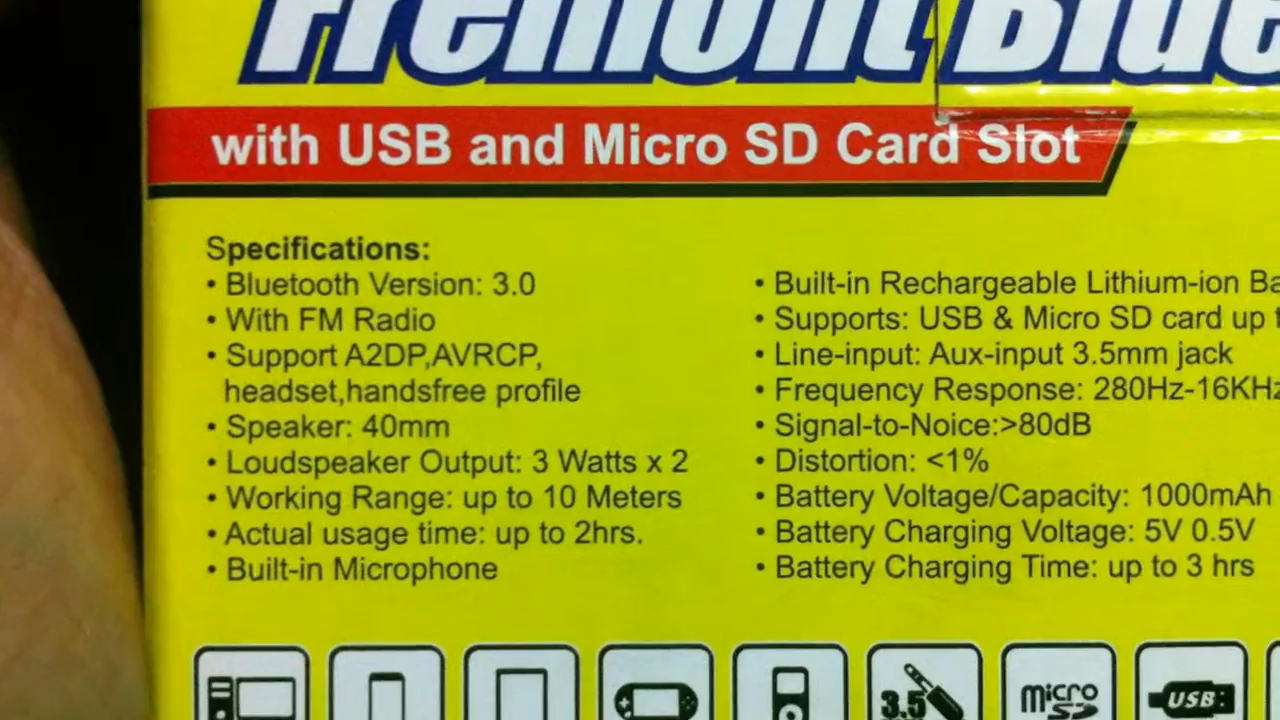 Fremont Blue
with USB and Micro SD Card Slot
Specifications:
• Bluetooth Version: 3.0
• With FM Radio
• Support A2DP,AVRCP,
headset,handsfree profile
• Speaker: 40mm
• Loudspeaker Output: 3 Watts x 2
• Working Range: up to 10 Meters
• Actual usage time: up to 2hrs.
• Built-in Microphone
• Built-in Rechargeable Lithium-ion Ba
• Supports: USB & Micro SD card up
• Line-input: Aux-input 3.5mm jack
• Frequency Response: 280Hz-16KHz
• Signal-to-Noice:>80dB
• Distortion: <1%
• Battery Voltage/Capacity: 1000mAh
• Battery Charging Voltage: 5V 0.5V
• Battery Charging Time: up to 3 hrs
3.5
micro SD
USB